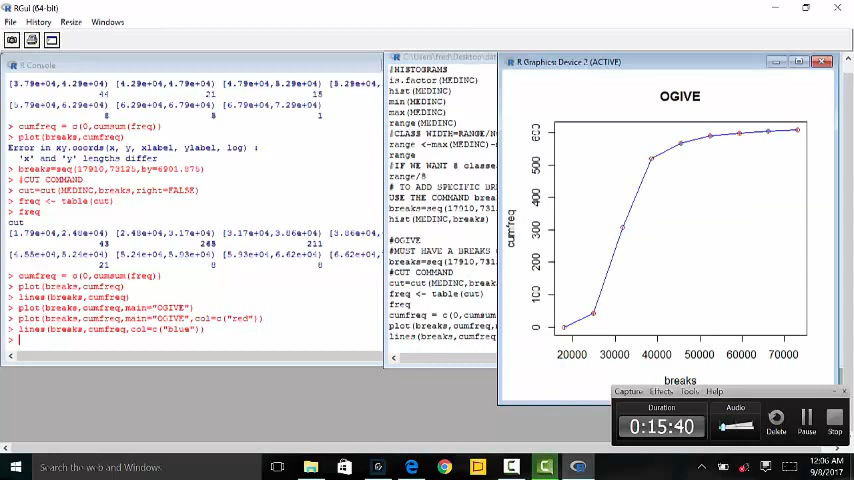 RGui (64-bit)
File History Resize Windows
R Console
[3.79e+04,4.29e+04) [4.29e+04,4.79e+04) [4.79e+04,5.29e+04) [5.29e+
44 21 15
[5.79e+04,6.29e+04) [6.29e+04,6.79e+04) [6.79e+04,7.29e+04)
8 5 1
> cumfreq = c(0,cumsum(freq))
> plot(breaks,cumfreq)
Error in xy.coords(x, y, xlabel, ylabel, log) :
'x' and 'y' lengths differ
> breaks=seq(17910,73125,by=6901.875)
> #CUT COMMAND
> cut=cut(MEDINC,breaks,right=FALSE)
> freq <- table(cut)
> freq
cut
[1.79e+04,2.48e+04) [2.48e+04,3.17e+04) [3.17e+04,3.86e+04) [3.86e+
43 265 211
[4.55e+04,5.24e+04) [5.24e+04,5.93e+04) [5.93e+04,6.62e+04) [6.62e+
21 8 8
> cumfreq = c(0,cumsum(freq))
> plot(breaks,cumfreq)
> lines(breaks,cumfreq)
> plot(breaks,cumfreq,main="OGIVE")
> plot(breaks,cumfreq,main="OGIVE",col=c("red"))
> lines(breaks,cumfreq,col=c("blue"))
>
C:\Users\fred\Desktop\dat
#HISTOGRAMS
is.factor(MEDINC)
hist(MEDINC)
min(MEDINC)
max(MEDINC)
range(MEDINC)
#CLASS WIDTH=RANGE/N
range <-max(MEDINC)-m
range
#IF WE WANT 8 classe
range/8
# TO ADD SPECIFIC BR
USE THE COMMAND brea
breaks=seq(17910,731
hist(MEDINC,breaks)
#OGIVE
#MUST HAVE A BREAKS
breaks=seq(17910,731
#CUT COMMAND
cut=cut(MEDINC,break
freq <- table(cut)
freq
cumfreq = c(0,cumsum
plot(breaks,cumfreq,m
lines(breaks,cumfreq
R Graphics: Device 2 (ACTIVE)
OGIVE
cumfreq
600
500
400
300
200
100
0
20000 30000 40000 50000 60000 70000
breaks
Capture Effects Tools Help
Duration Audio
0:15:40
Delete Pause Stop
Search the web and Windows
12:06 AM
9/8/2017